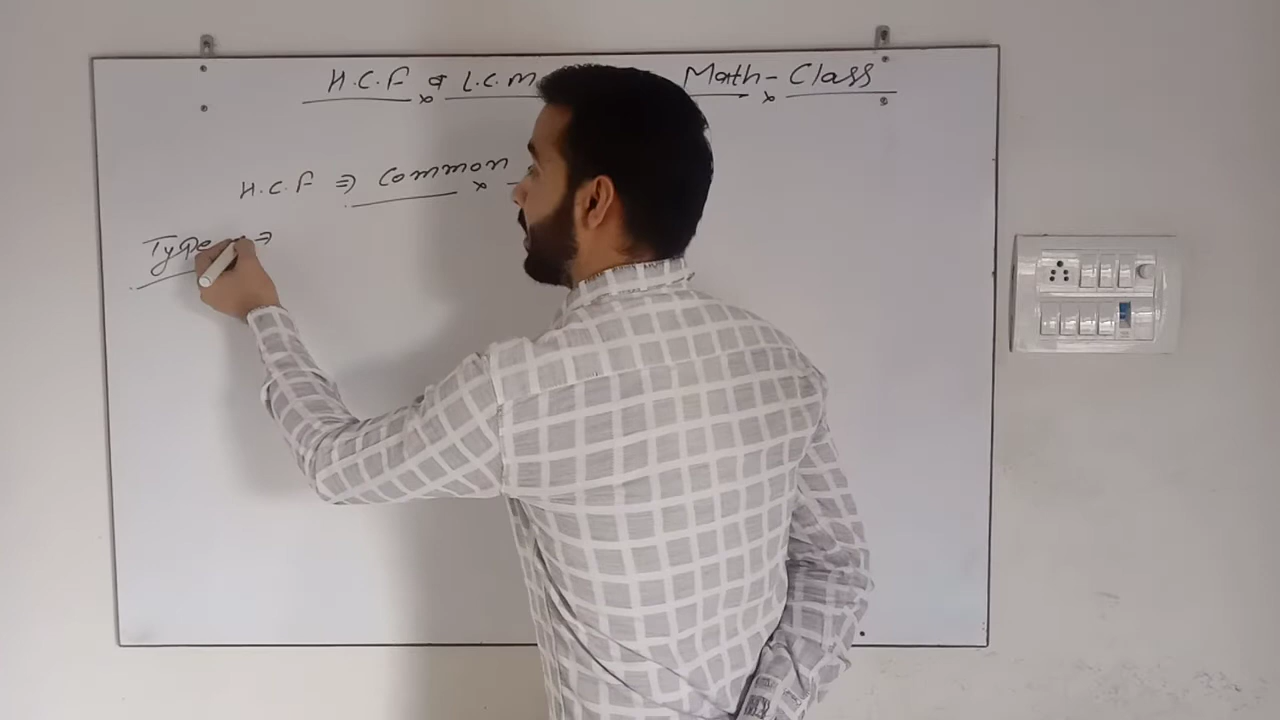 H.C.F & L.C.M Math-Class
H.C.F ⇒ Common
Type ⇒